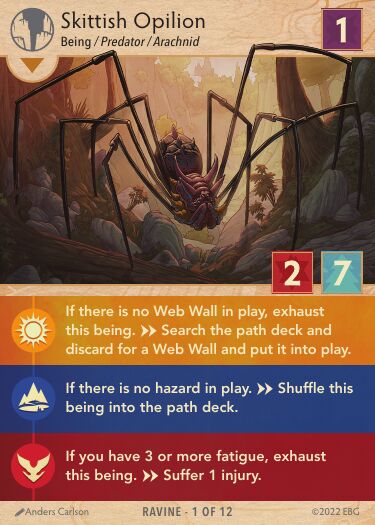 Skittish Opilion
Being / Predator / Arachnid
1
2 7
If there is no Web Wall in play, exhaust
this being. Search the path deck and
discard for a Web Wall and put it into play.
If there is no hazard in play. Shuffle this
being into the path deck.
If you have 3 or more fatigue, exhaust
this being. Suffer 1 injury.
Anders Carlson RAVINE - 1 OF 12 ©2022 EBG